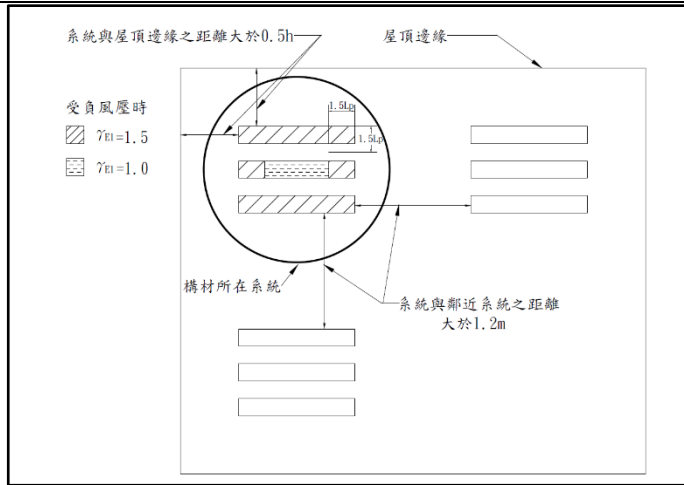 系統與屋頂邊緣之距離大於0.5h
屋頂邊緣
受負風壓時
γEI=1.5
γEI=1.0
1.5Lp
1.5Lp
構材所在系統
系統與鄰近系統之距離
大於1.2m